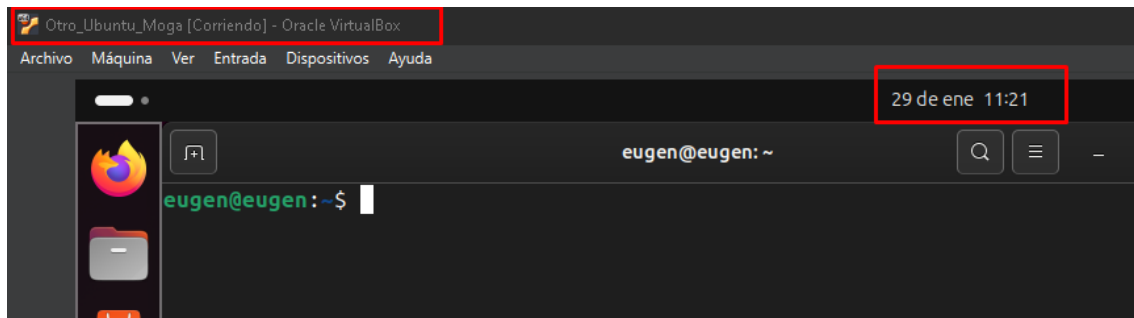 Otro_Ubuntu_Moga [Corriendo] - Oracle VirtualBox
Archivo Máquina Ver Entrada Dispositivos Ayuda
29 de ene 11:21
eugen@eugen: ~
eugen@eugen:~$